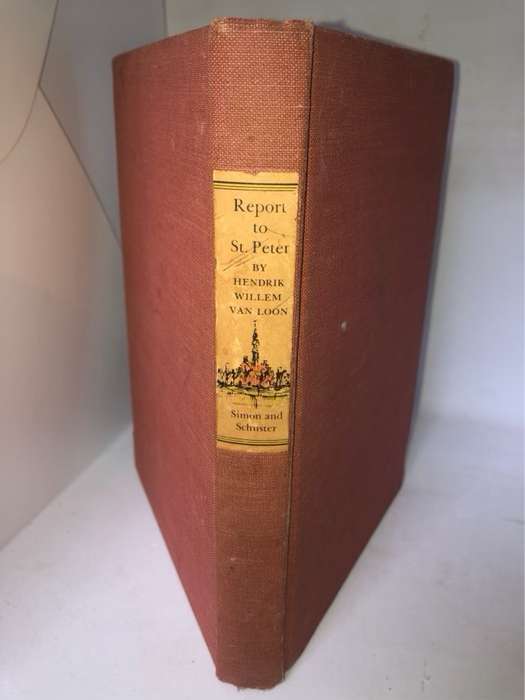 Report
to
St. Peter
BY
HENDRIK
WILLEM
VAN LOON
Simon and
Schuster